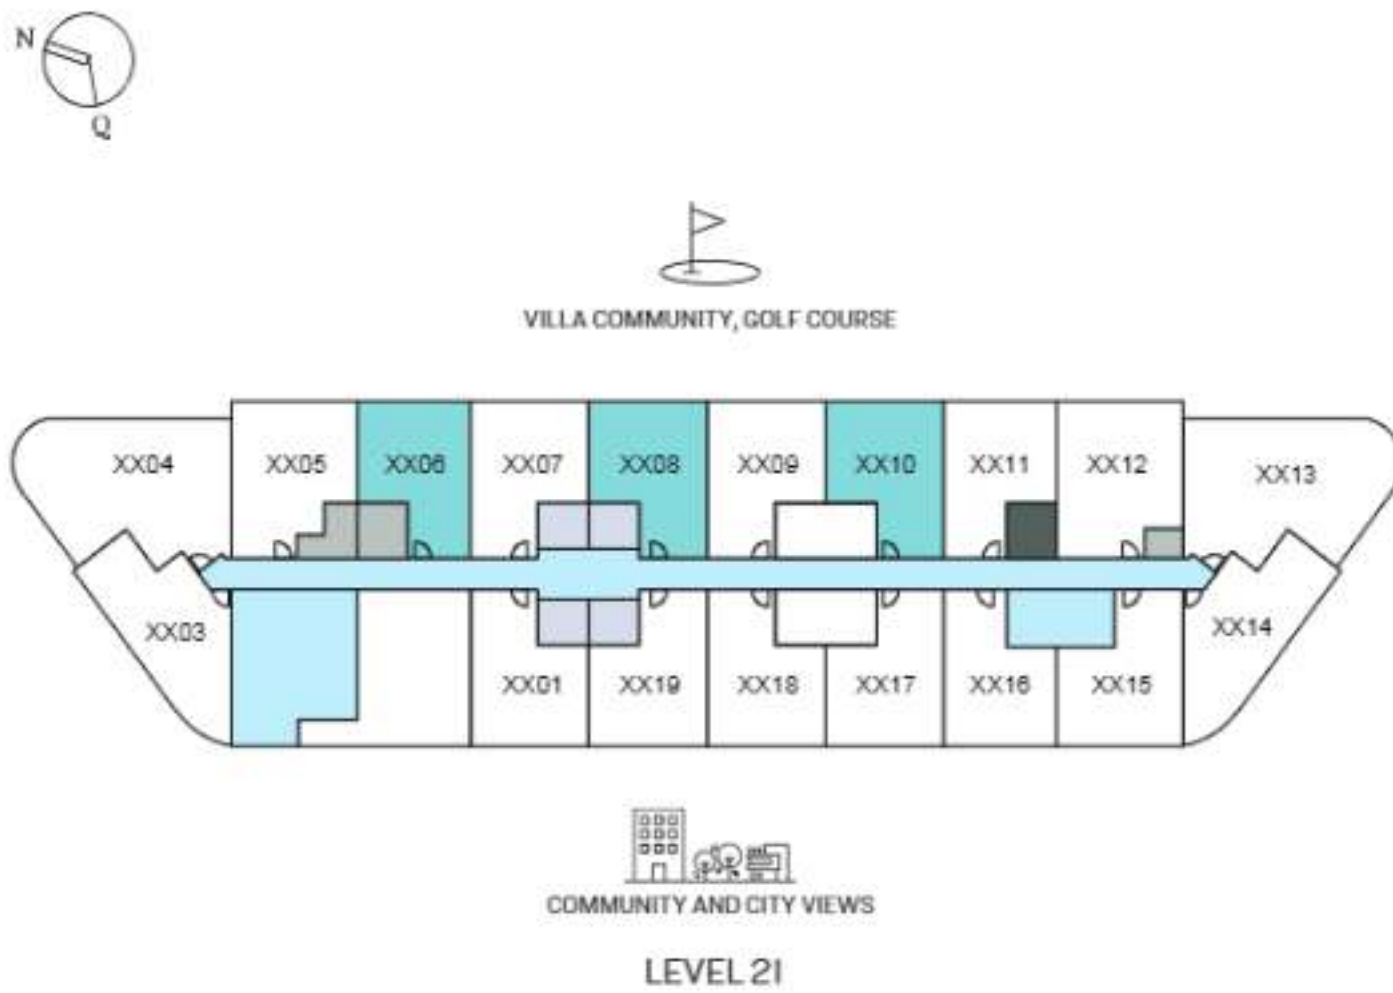 N
Q
VILLA COMMUNITY, GOLF COURSE
XX04 XX05 XX06 XX07 XX08 XX09 XX10 XX11 XX12 XX13
XX03 XX14
XX01 XX19 XX18 XX17 XX16 XX15
COMMUNITY AND CITY VIEWS
LEVEL 21